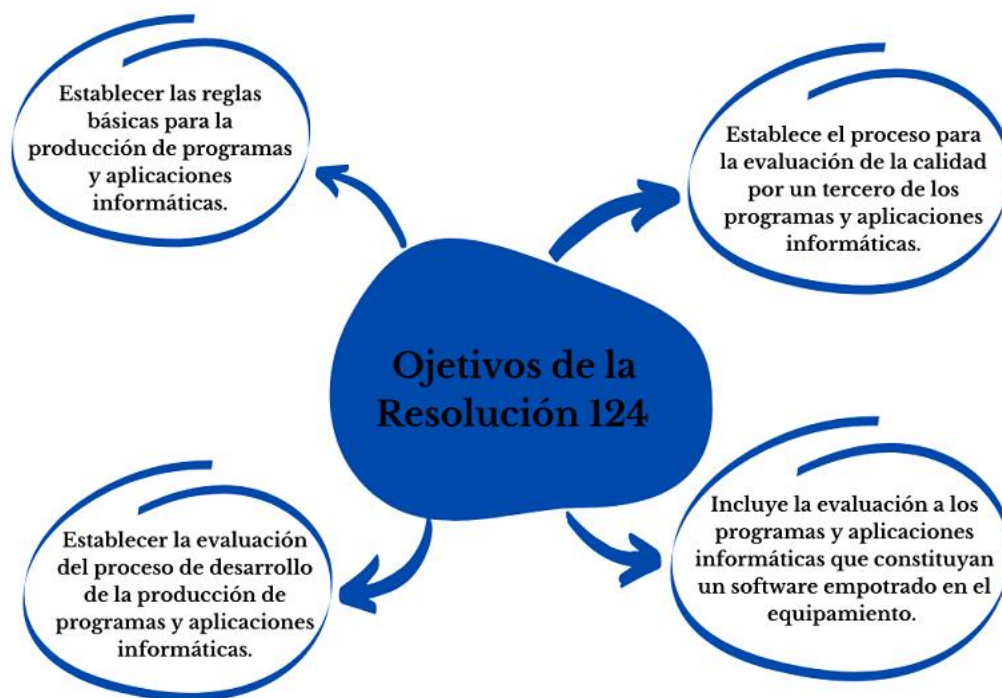 Establecer las reglas
básicas para la
producción de programas
y aplicaciones
informáticas.
Establece el proceso para
la evaluación de la calidad
por un tercero de los
programas y aplicaciones
informáticas.
Ojetivos de la
Resolución 124
Establecer la evaluación
del proceso de desarrollo
de la producción de
programas y aplicaciones
informáticas.
Incluye la evaluación a los
programas y aplicaciones
informáticas que constituyan
un software empotrado en el
equipamiento.